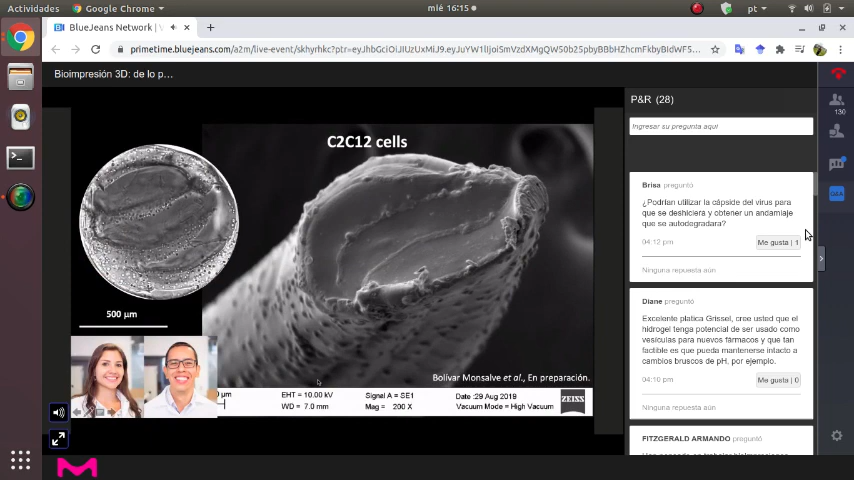 Actividades
Google Chrome
mié 16:15
pt
BlueJeans Network | V
primetime.bluejeans.com/a2m/live-event/skhyrhkc?ptr=eyJhbGciOiJIUzUxMiJ9.eyJuYW1lIjoiSmVzdXMgQW50b25pbyBBbHZhcmFkbyBIdWF5...
Bioimpresión 3D: de lo p...
P&R (28)
130
Ingresar su pregunta aquí
Q&A
C2C12 cells
500 µm
Bolívar Monsalve et al., En preparación.
µm
EHT = 10.00 kV
WD = 7.0 mm
Signal A = SE1
Mag = 200 X
Date :29 Aug 2019
Vacuum Mode = High Vacuum
ZEISS
Brisa preguntó
¿Podrían utilizar la cápside del virus para
que se deshiciera y obtener un andamiaje
que se autodegradara?
04:12 pm
Me gusta | 1
Ninguna repuesta aún
Diane preguntó
Excelente platica Grissel, cree usted que el
hidrogel tenga potencial de ser usado como
vesículas para nuevos fármacos y que tan
factible es que pueda mantenerse intacto a
cambios bruscos de pH, por ejemplo.
04:10 pm
Me gusta | 0
Ninguna repuesta aún
FITZGERALD ARMANDO preguntó